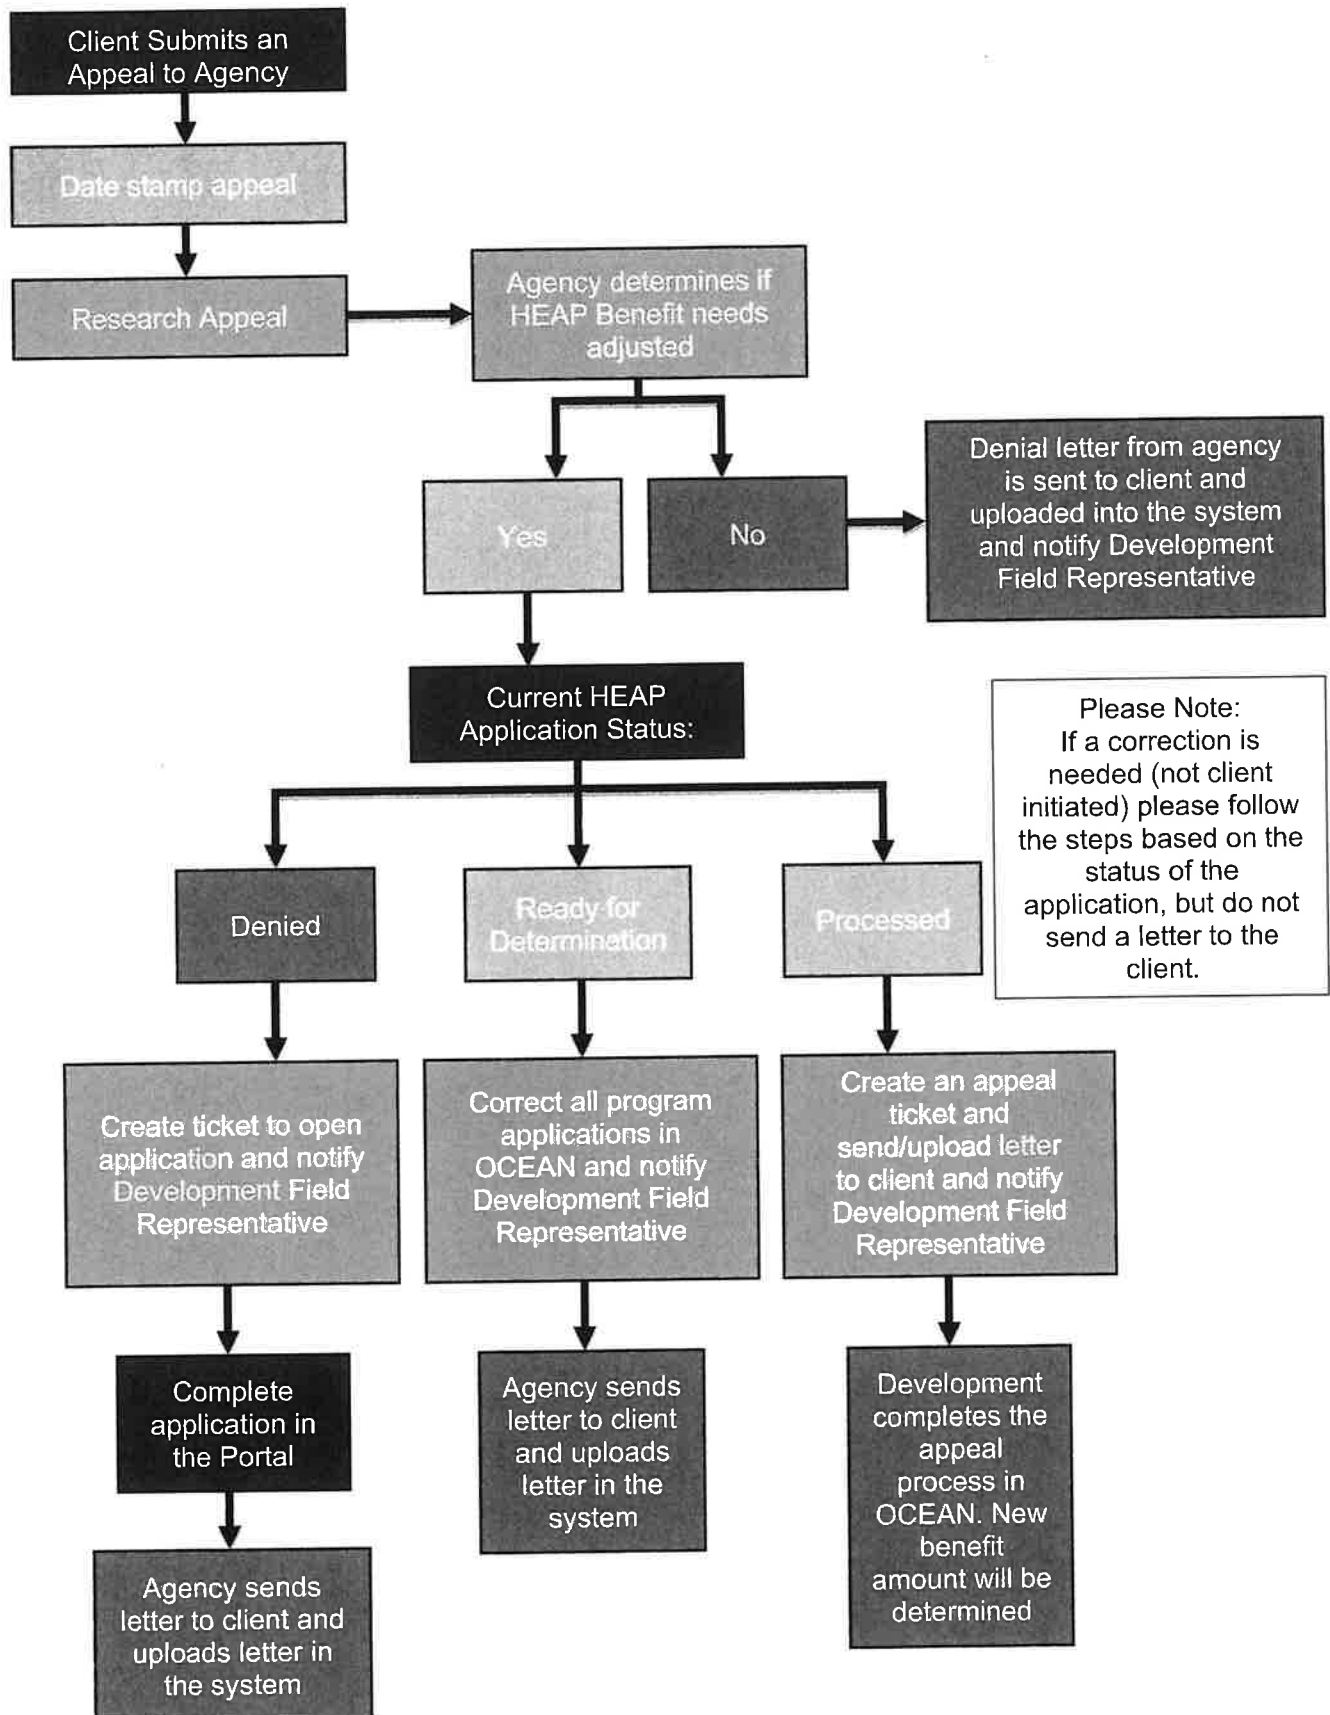 Client Submits an
Appeal to Agency
Date stamp appeal
Research Appeal
Agency determines if
HEAP Benefit needs
adjusted
Yes
No
Denial letter from agency
is sent to client and
uploaded into the system
and notify Development
Field Representative
Current HEAP
Application Status:
Please Note:
If a correction is
needed (not client
initiated) please follow
the steps based on the
status of the
application, but do not
send a letter to the
client.
Denied
Ready for
Determination
Processed
Create ticket to open
application and notify
Development Field
Representative
Correct all program
applications in
OCEAN and notify
Development Field
Representative
Create an appeal
ticket and
send/upload letter
to client and notify
Development Field
Representative
Complete
application in
the Portal
Agency sends
letter to client
and uploads
letter in the
system
Development
completes the
appeal
process in
OCEAN. New
benefit
amount will be
determined
Agency sends
letter to client and
uploads letter in
the system